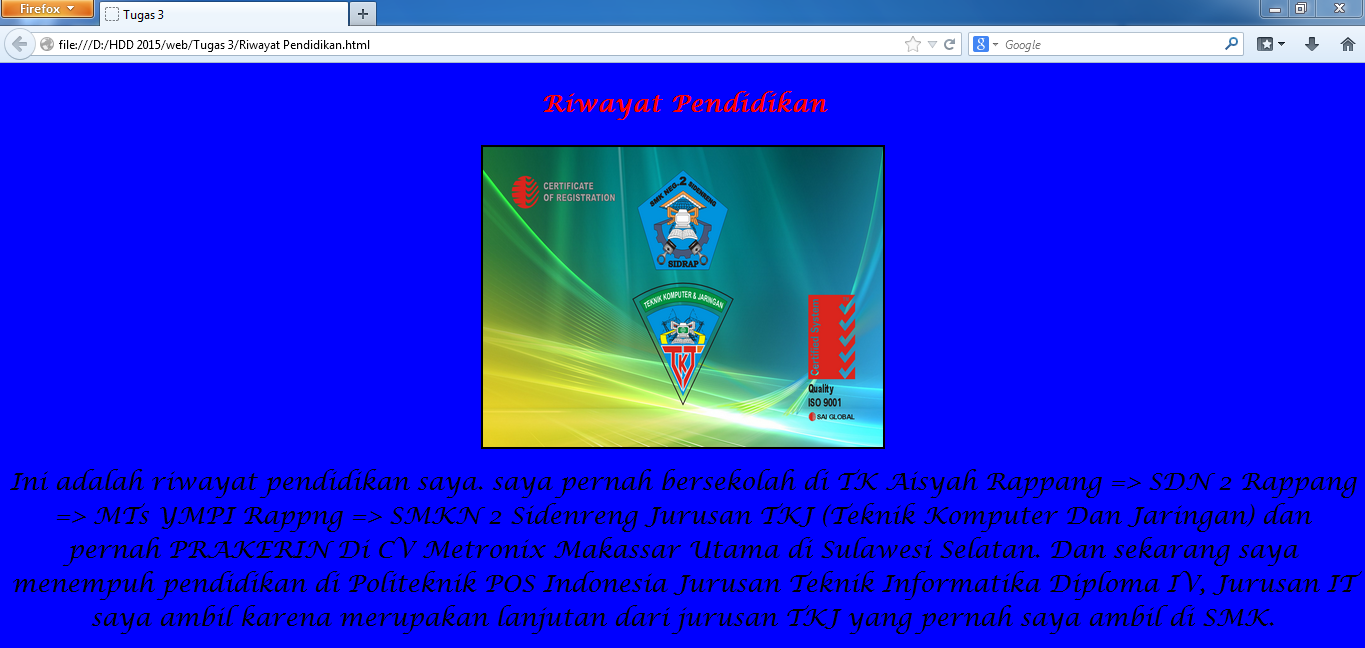 Firefox
Tugas 3
file:///D:/HDD 2015/web/Tugas 3/Riwayat Pendidikan.html
Google
Riwayat Pendidikan
CERTIFICATE
OF REGISTRATION
SMK NEG. 2 SIDENRENG
SIDRAP
TEKNIK KOMPUTER & JARINGAN
TKJ
Certified System
Quality
ISO 9001
SAI GLOBAL
Ini adalah riwayat pendidikan saya. saya pernah bersekolah di TK Aisyah Rappang => SDN 2 Rappang
=> MTs YMPI Rappng => SMKN 2 Sidenreng Jurusan TKJ (Teknik Komputer Dan Jaringan) dan
pernah PRAKERIN Di CV Metronix Makassar Utama di Sulawesi Selatan. Dan sekarang saya
menempuh pendidikan di Politeknik POS Indonesia Jurusan Teknik Informatika Diploma IV, Jurusan IT
saya ambil karena merupakan lanjutan dari jurusan TKJ yang pernah saya ambil di SMK.